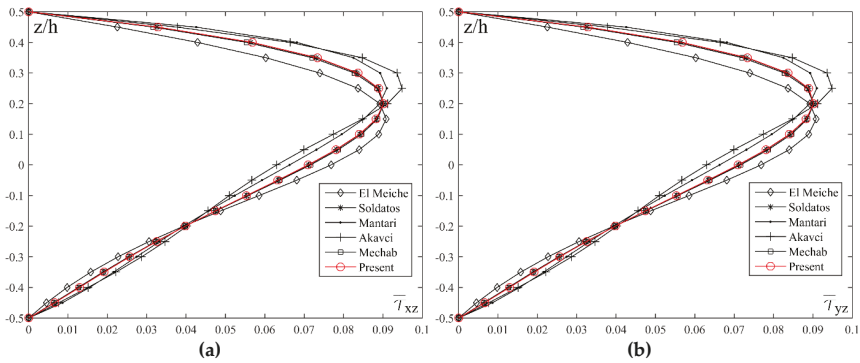 0.5
0.4
0.3
0.2
0.1
0
-0.1
-0.2
-0.3
-0.4
-0.5
z/h
El Meiche
Soldatos
Mantari
Akavci
Mechab
Present
γ̅ xz
0 0.01 0.02 0.03 0.04 0.05 0.06 0.07 0.08 0.09 0.1
(a)
0.5
0.4
0.3
0.2
0.1
0
-0.1
-0.2
-0.3
-0.4
-0.5
z/h
El Meiche
Soldatos
Mantari
Akavci
Mechab
Present
γ̅ yz
0 0.01 0.02 0.03 0.04 0.05 0.06 0.07 0.08 0.09 0.1
(b)